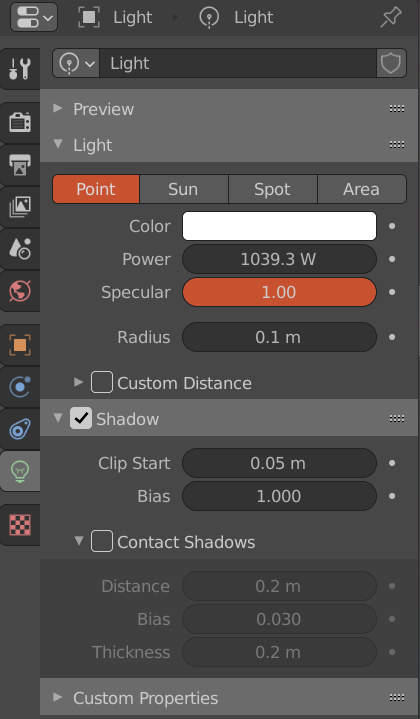 Light Light
Light
Preview
Light
Point Sun Spot Area
Color
Power 1039.3 W
Specular 1.00
Radius 0.1 m
Custom Distance
Shadow
Clip Start 0.05 m
Bias 1.000
Contact Shadows
Distance 0.2 m
Bias 0.030
Thickness 0.2 m
Custom Properties